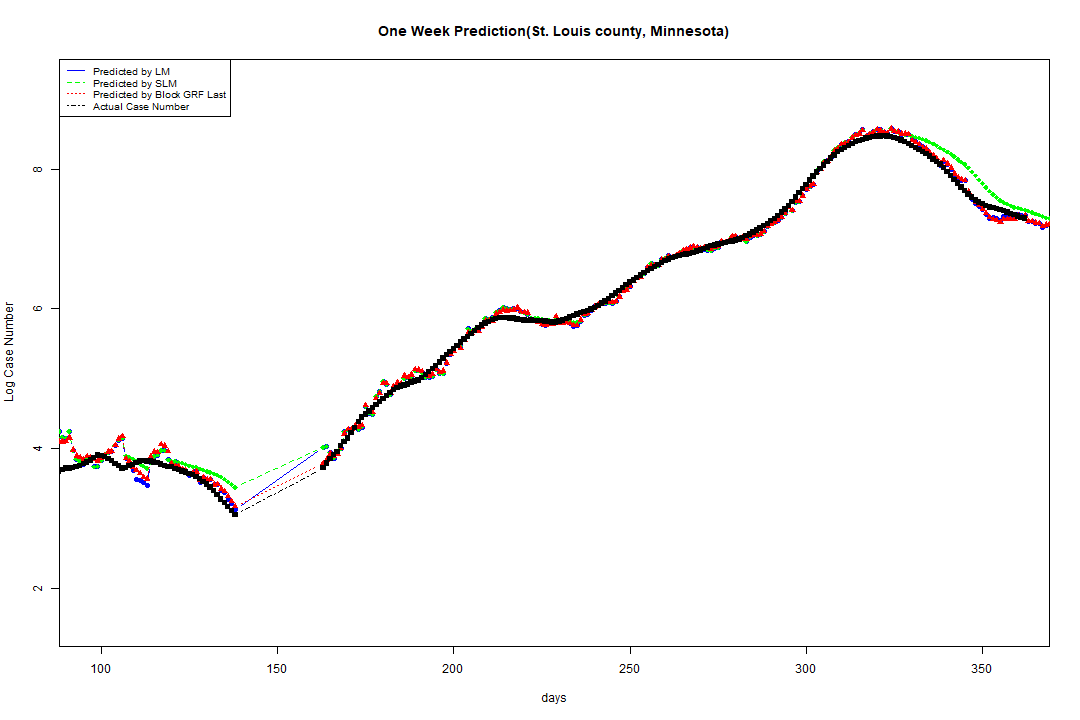 One Week Prediction(St. Louis county, Minnesota)
Predicted by LM
Predicted by SLM
Predicted by Block GRF Last
Actual Case Number
8
6
4
2
Log Case Number
100 150 200 250 300 350
days